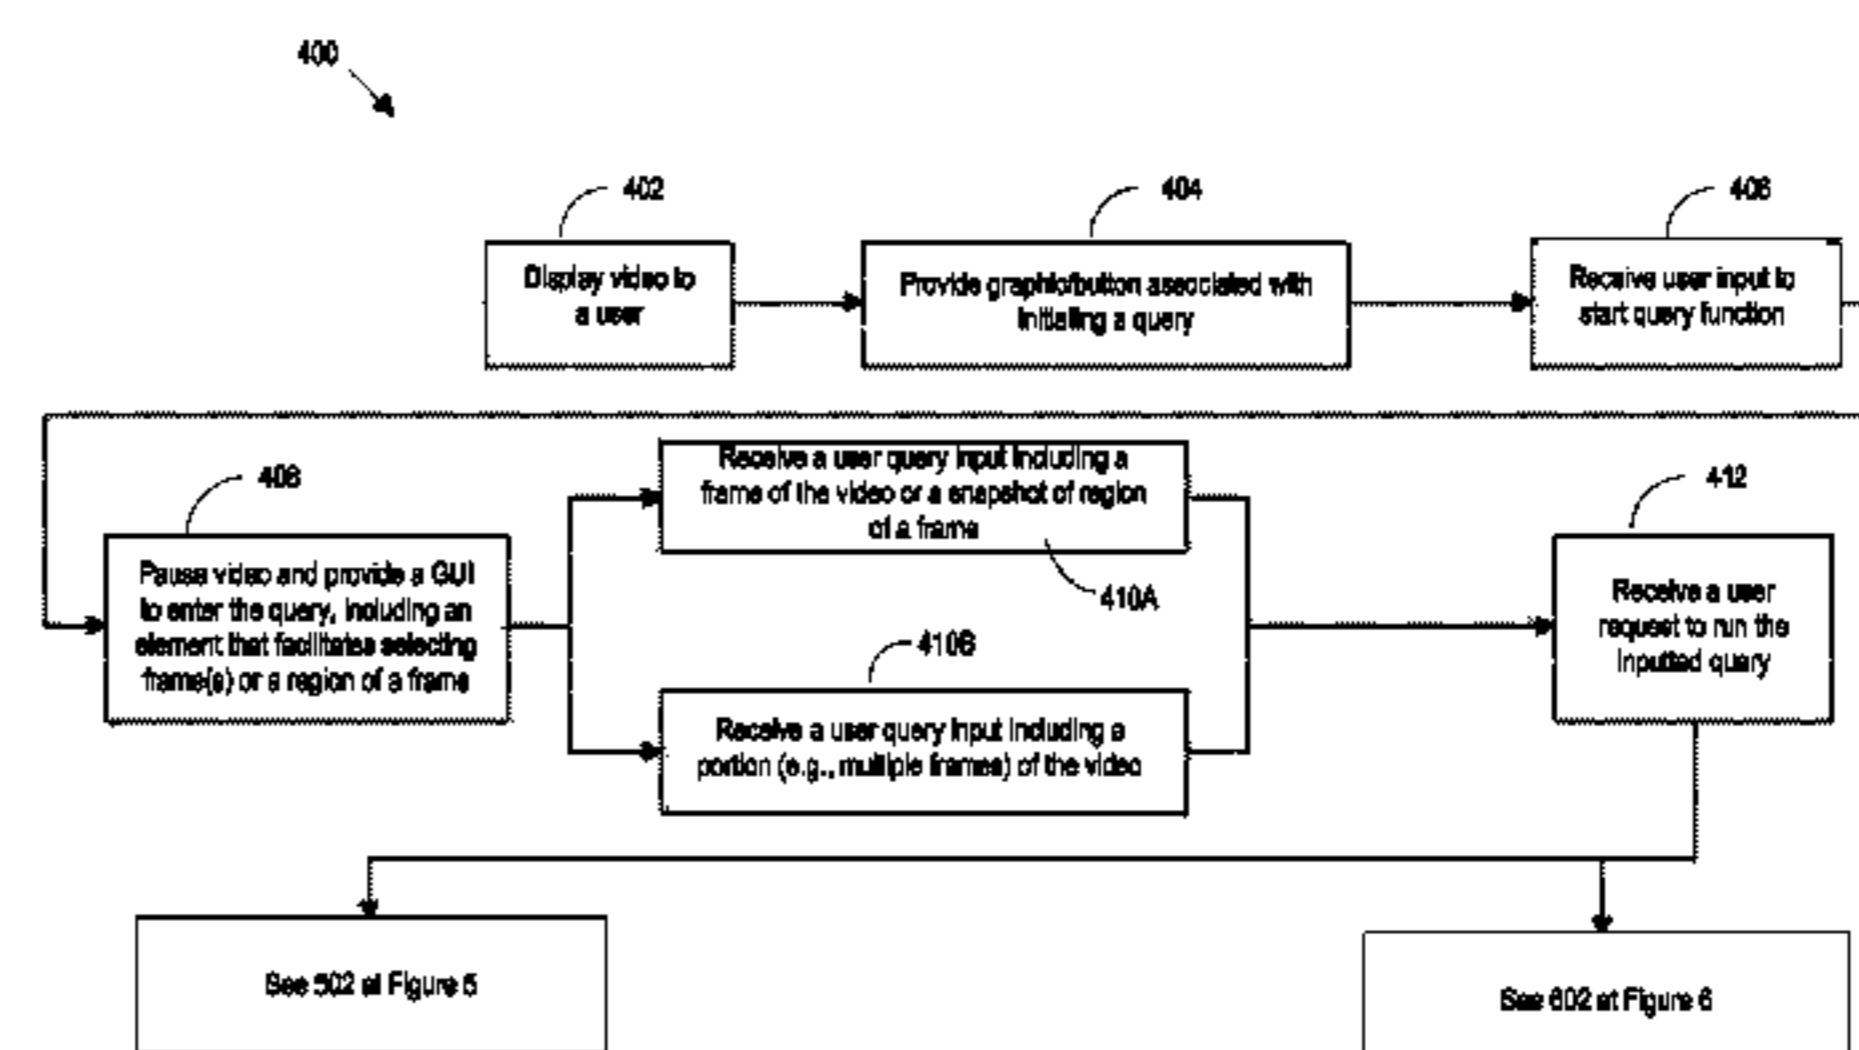 400
402
404
406
Display video to
a user
Provide graphic/button associated with
initiating a query
Receive user input to
start query function
408
Receive a user query input including a
frame of the video or a snapshot of region
of a frame
412
Pause video and provide a GUI
to enter the query, including an
element that facilitates selecting
frame(s) or a region of a frame
410A
Receive a user
request to run the
inputted query
410B
Receive a user query input including a
portion (e.g., multiple frames) of the video
See 502 at Figure 5
See 602 at Figure 6